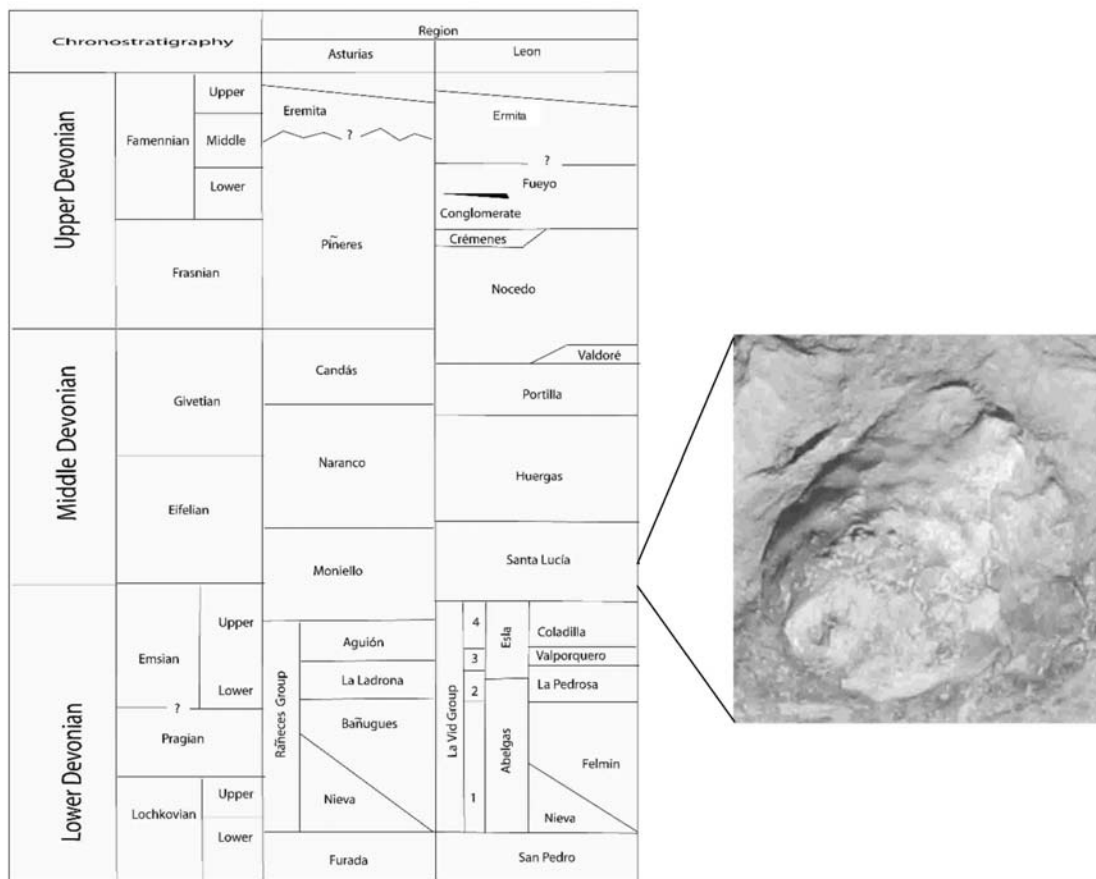 Chronostratigraphy
Region
Asturias
Leon
Upper Devonian
Famennian
Upper
Middle
Lower
Frasnian
Middle Devonian
Givetian
Eifelian
Lower Devonian
Emsian
Upper
Lower
?
Pragian
Lochkovian
Upper
Lower
Eremita
?
Piñeres
Candás
Naranco
Moniello
Rañeces Group
Aguión
La Ladrona
Bañugues
Nieva
Furada
Ermita
?
Fueyo
Conglomerate
Crémenes
Nocedo
Valdoré
Portilla
Huergas
Santa Lucía
La Vid Group
4
3
2
1
Esla
Abelgas
Coladilla
Valporquero
La Pedrosa
Felmin
Nieva
San Pedro